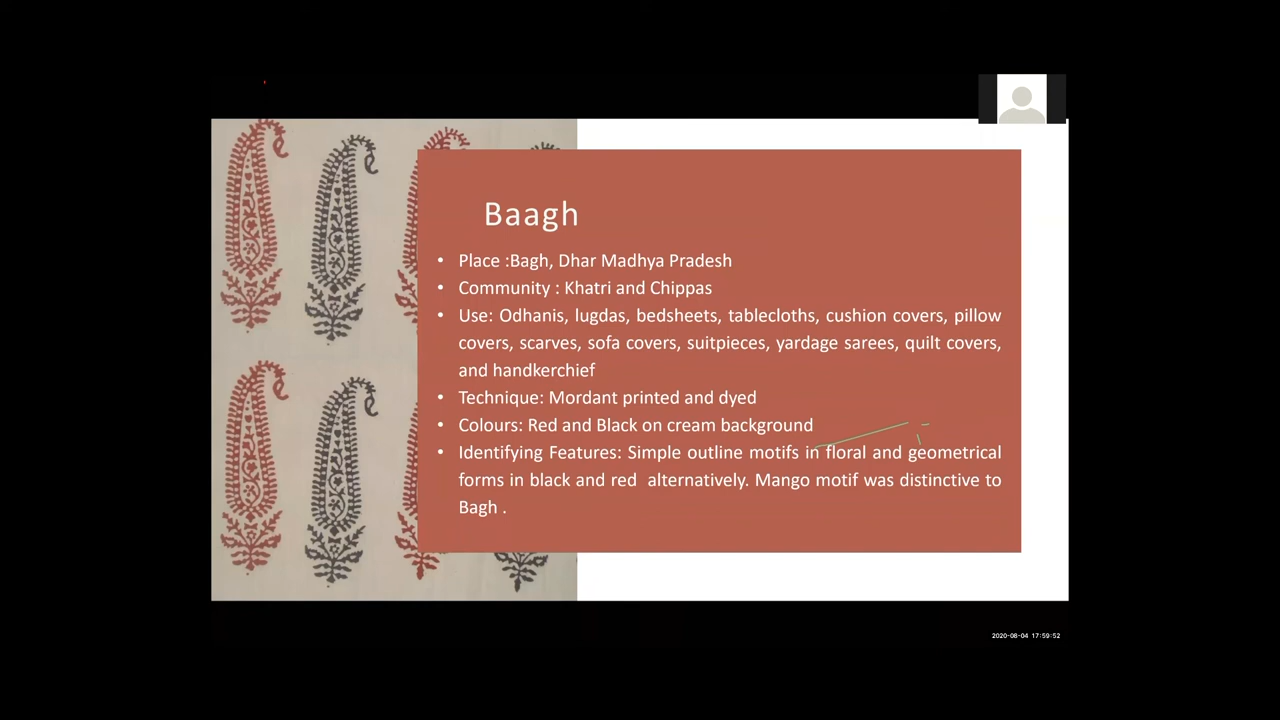 Baagh
• Place :Bagh, Dhar Madhya Pradesh
• Community : Khatri and Chippas
• Use: Odhanis, lugdas, bedsheets, tablecloths, cushion covers, pillow
covers, scarves, sofa covers, suitpieces, yardage sarees, quilt covers,
and handkerchief
• Technique: Mordant printed and dyed
• Colours: Red and Black on cream background
• Identifying Features: Simple outline motifs in floral and geometrical
forms in black and red alternatively. Mango motif was distinctive to
Bagh .
2020-08-04 17:59:52